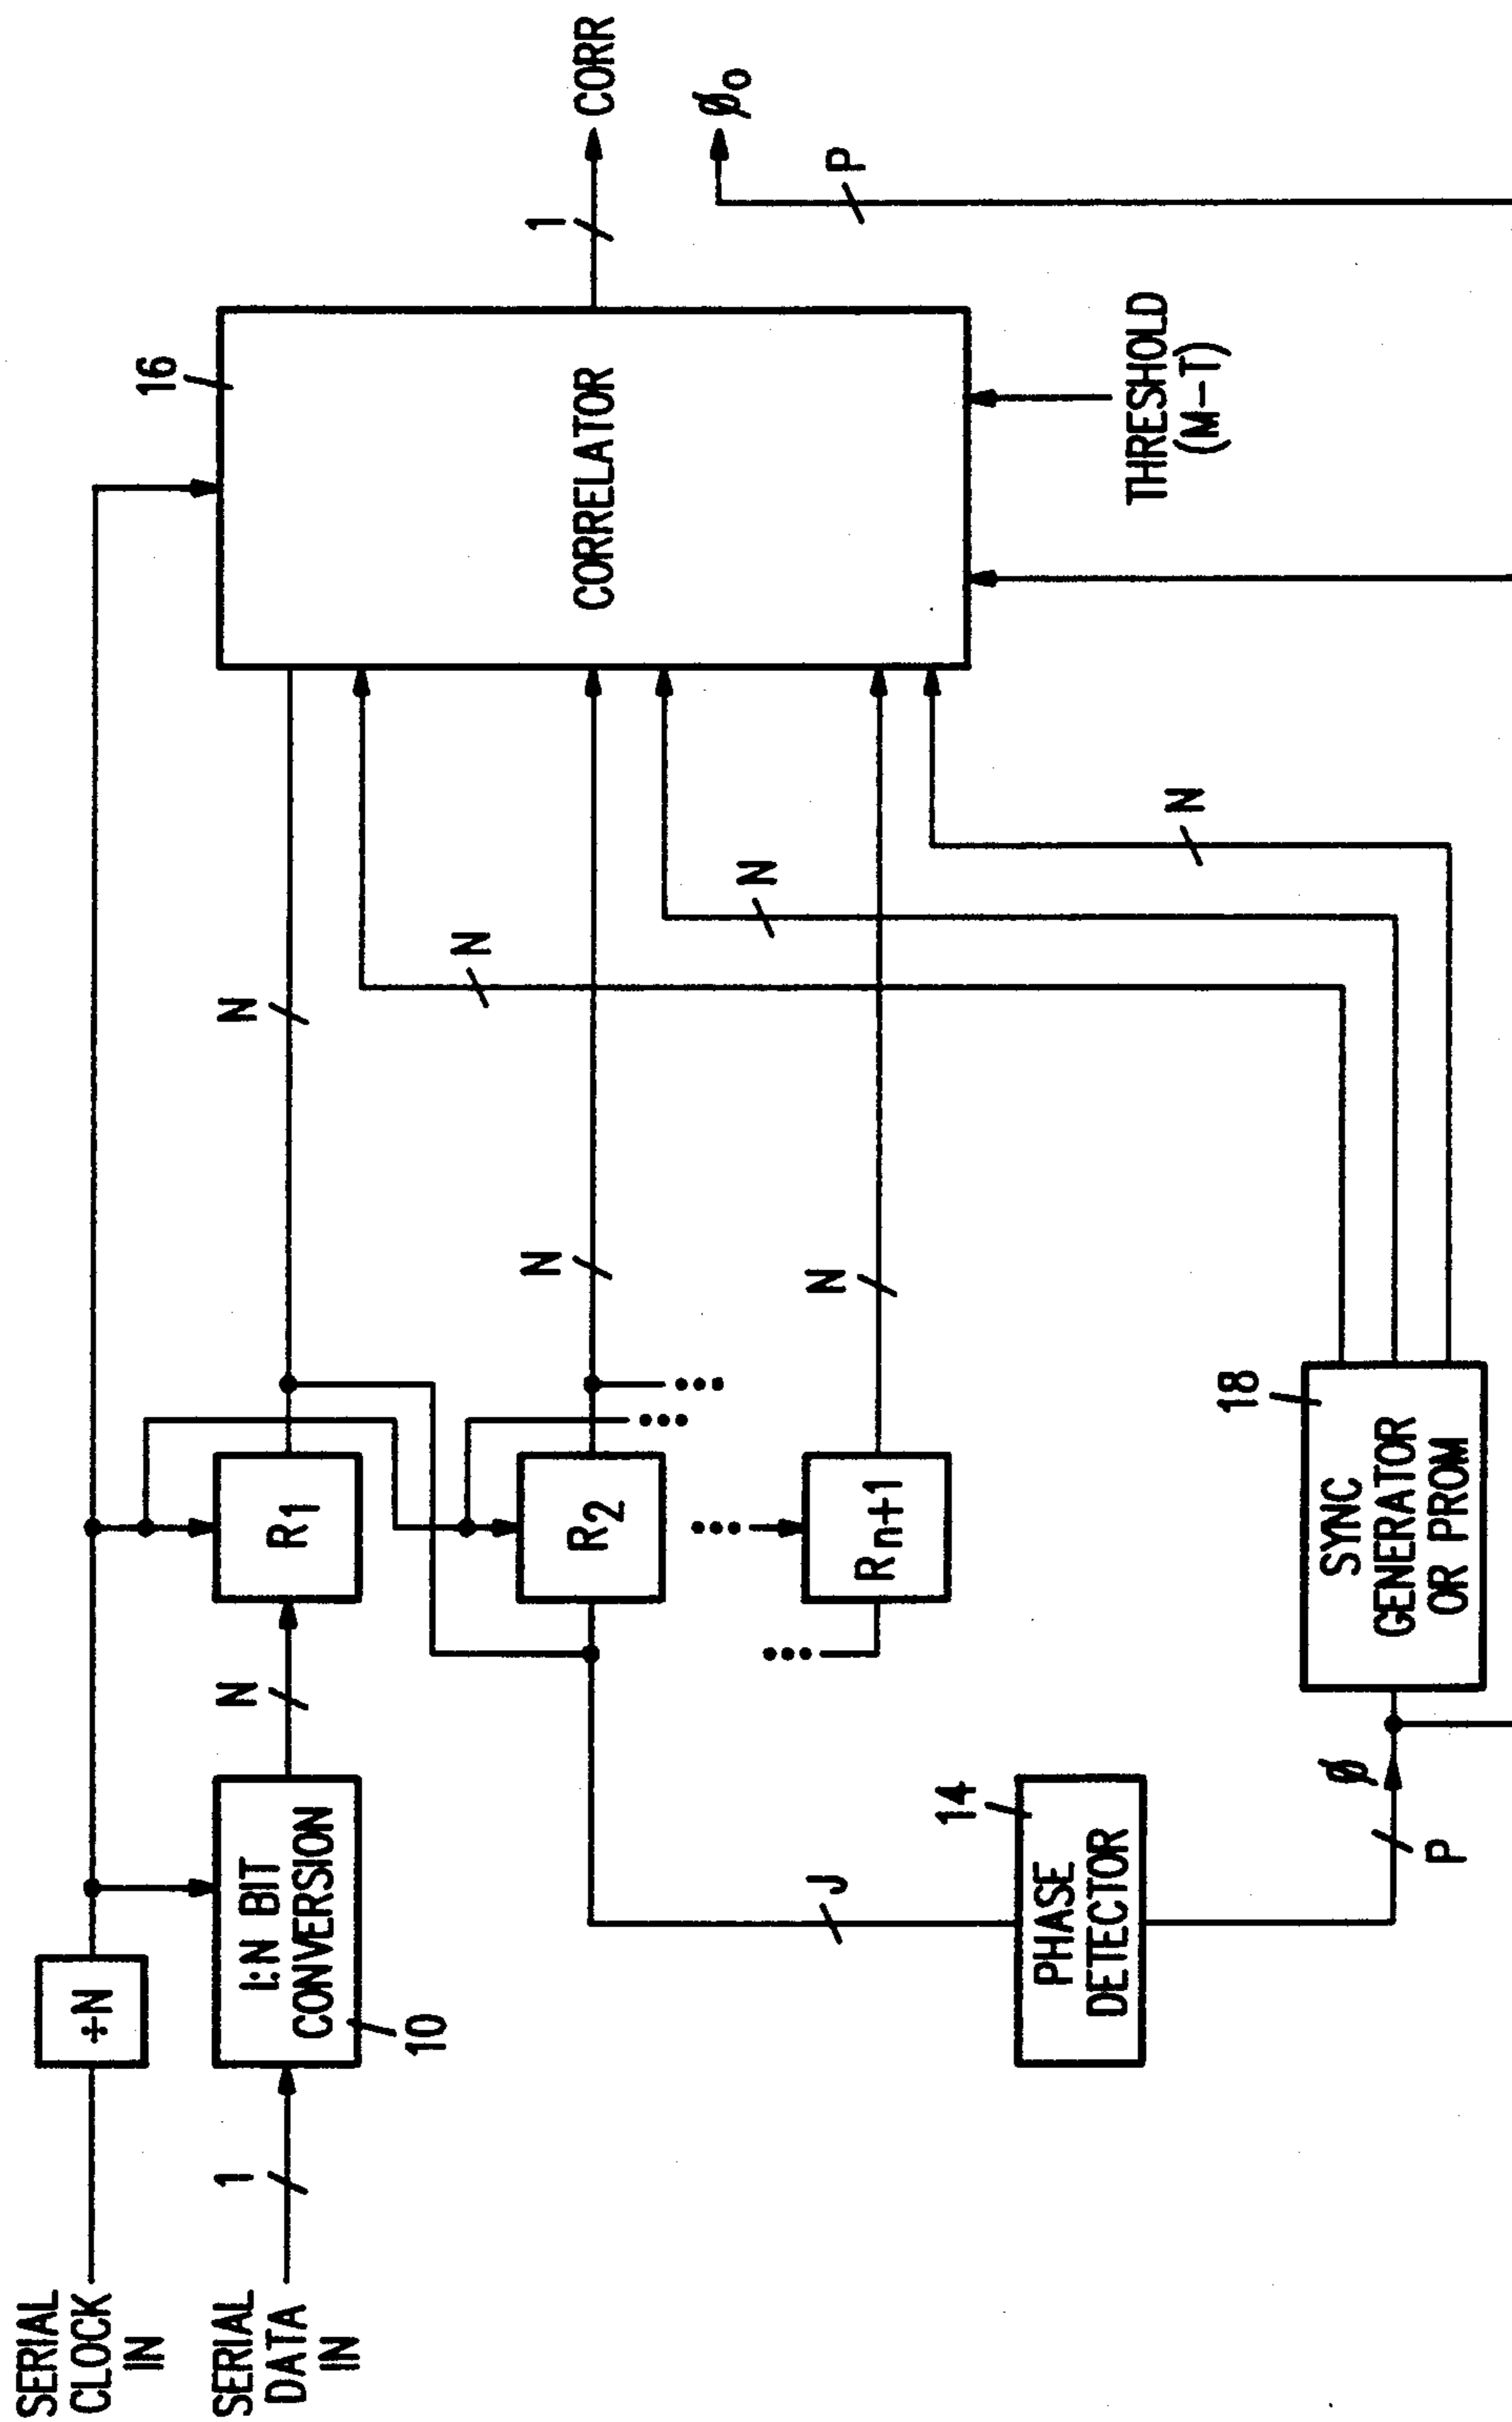 SERIAL
CLOCK
IN
÷N
SERIAL
DATA
IN
1
1:N BIT
CONVERSION
10
N
R1
N
R2
N
Rn+1
N
N
N
N
16
CORRELATOR
1
CORR
Øo
P
THRESHOLD
(M-T)
J
14
PHASE
DETECTOR
Ø
P
18
SYNC
GENERATOR
OR PROM